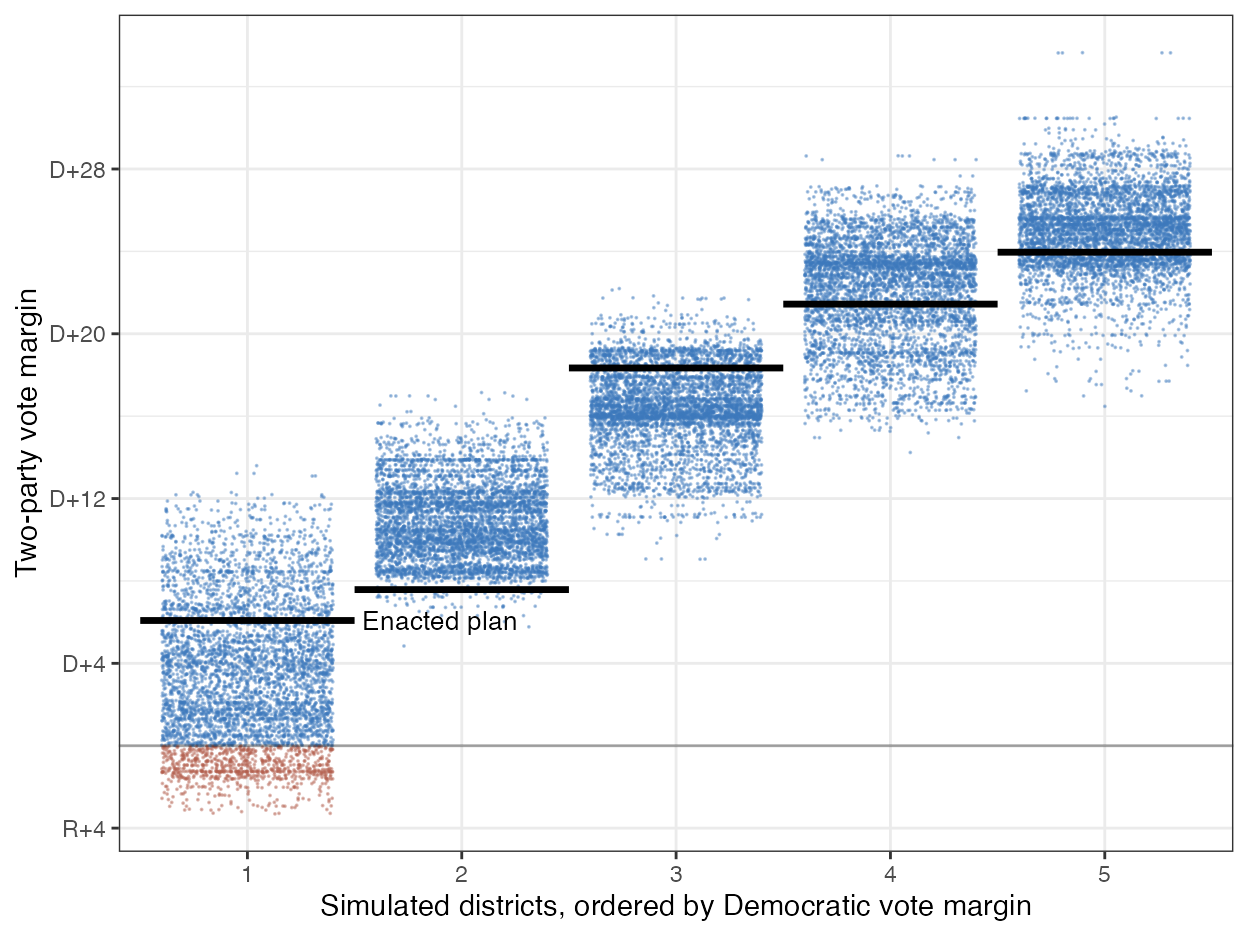 Two-party vote margin
D+28
D+20
D+12
D+4
R+4
Enacted plan
1 2 3 4 5
Simulated districts, ordered by Democratic vote margin